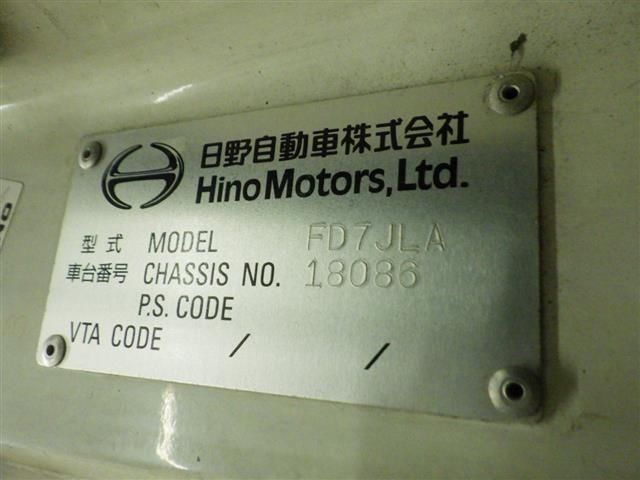 日野自動車株式会社
Hino Motors, Ltd.
型式 MODEL FD7JLA
車台番号 CHASSIS NO. 18086
P.S. CODE
VTA CODE / /